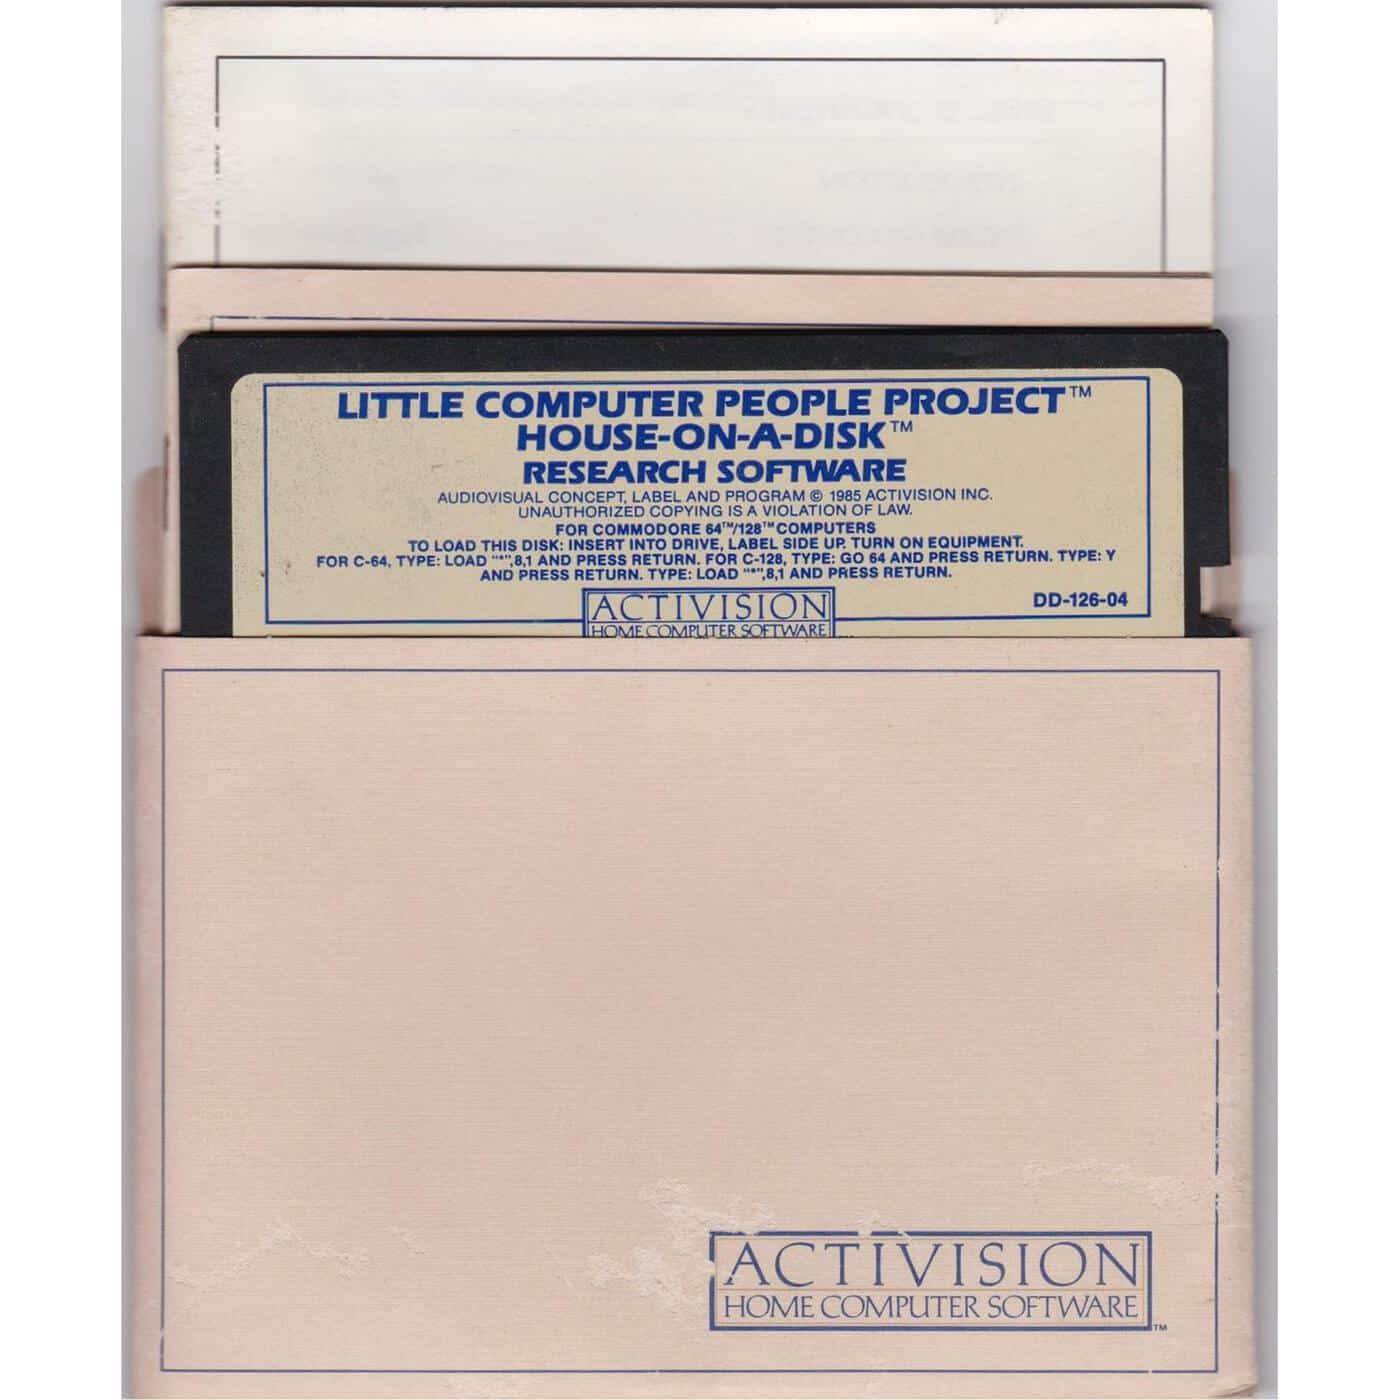 LITTLE COMPUTER PEOPLE PROJECT™
HOUSE-ON-A-DISK™
RESEARCH SOFTWARE
AUDIOVISUAL CONCEPT, LABEL AND PROGRAM © 1985 ACTIVISION INC.
UNAUTHORIZED COPYING IS A VIOLATION OF LAW.
FOR COMMODORE 64™/128™ COMPUTERS
TO LOAD THIS DISK: INSERT INTO DRIVE, LABEL SIDE UP. TURN ON EQUIPMENT.
FOR C-64, TYPE: LOAD "*",8,1 AND PRESS RETURN. FOR C-128, TYPE: GO 64 AND PRESS RETURN. TYPE: Y
AND PRESS RETURN. TYPE: LOAD "*",8,1 AND PRESS RETURN.
DD-126-04
ACTIVISION
HOME COMPUTER SOFTWARE
ACTIVISION
HOME COMPUTER SOFTWARE™